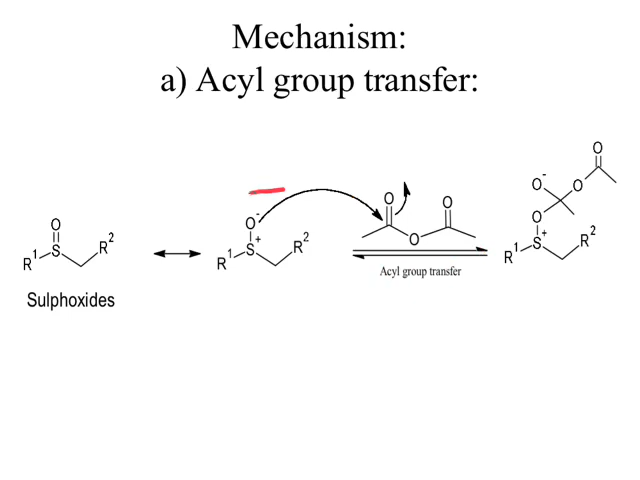 Mechanism:
a) Acyl group transfer:
O
S
R1
R2
Sulphoxides
O-
S+
R1
R2
O
O
O
Acyl group transfer
O
O-
O
O
S+
R1
R2